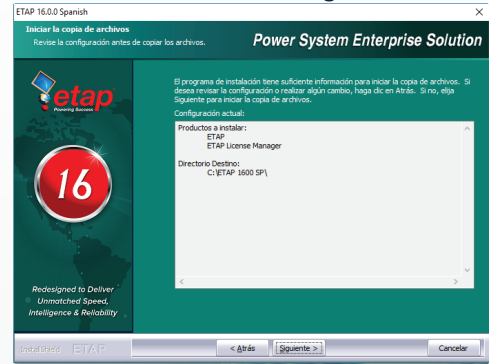 ETAP 16.0.0 Spanish
Iniciar la copia de archivos
Revise la configuración antes de copiar los archivos.
Power System Enterprise Solution
etap
Powering Success
El programa de instalación tiene suficiente información para iniciar la copia de archivos. Si
desea revisar la configuración o realizar algún cambio, haga clic en Atrás. Si no, elija
Siguiente para iniciar la copia de archivos.
Configuración actual:
Productos a instalar:
ETAP
ETAP License Manager
Directorio Destino:
C:\ETAP 1600 SP\
16
Redesigned to Deliver
Unmatched Speed,
Intelligence & Reliability
InstallShield ETAP
< Atrás
Siguiente >
Cancelar